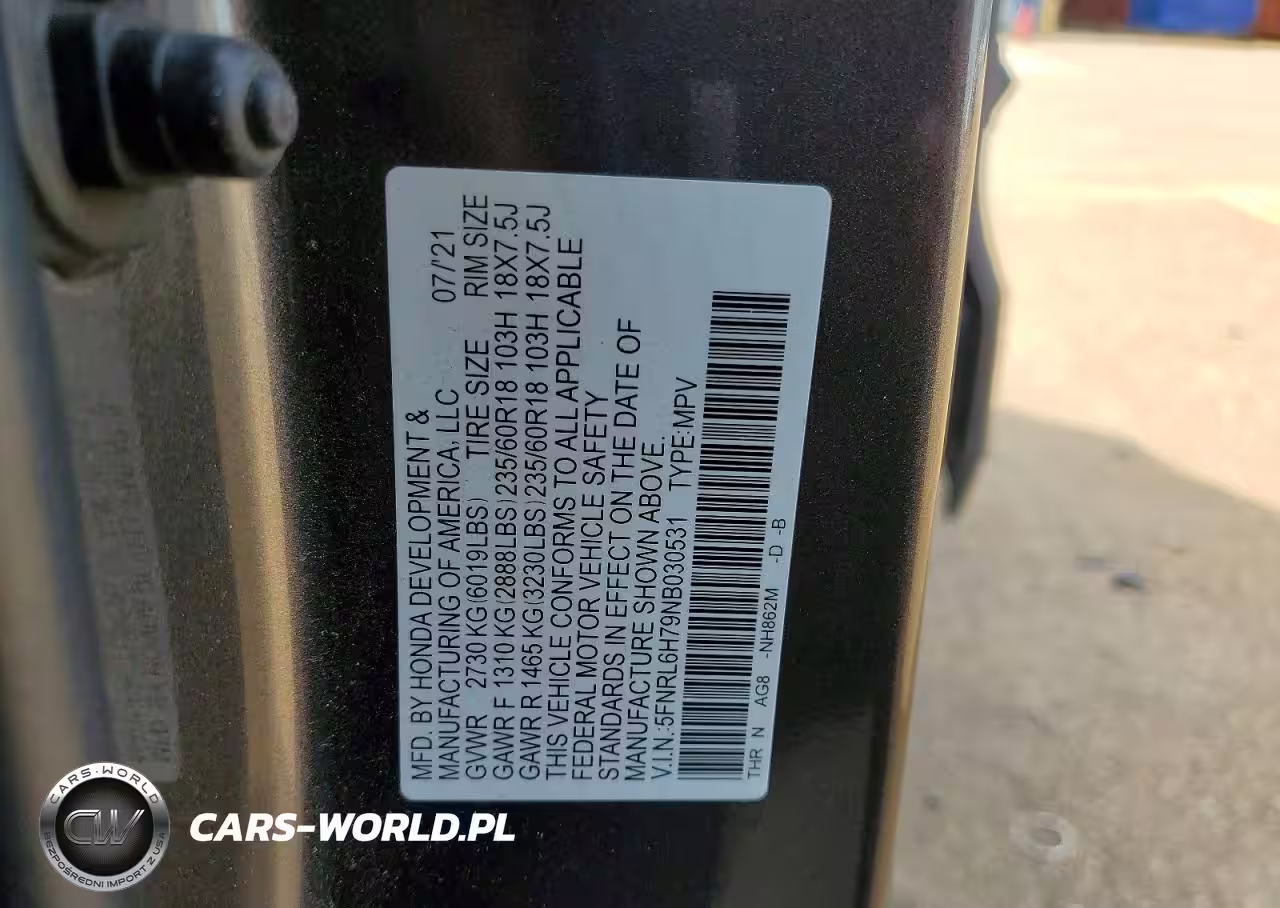 MFD. BY HONDA DEVELOPMENT &
MANUFACTURING OF AMERICA, LLC 07/'21
GVWR 2730 KG(6019LBS) TIRE SIZE RIM SIZE
GAWR F 1310 KG(2888LBS) 235/60R18 103H 18X7.5J
GAWR R 1465 KG(3230LBS) 235/60R18 103H 18X7.5J
THIS VEHICLE CONFORMS TO ALL APPLICABLE
FEDERAL MOTOR VEHICLE SAFETY
STANDARDS IN EFFECT ON THE DATE OF
MANUFACTURE SHOWN ABOVE.
V.I.N.:5FNRL6H79NB030531 TYPE:MPV
THR N AG8 -NH862M -D -B
CARS-WORLD
CW
BEZPOŚREDNI IMPORT Z USA
CARS-WORLD.PL